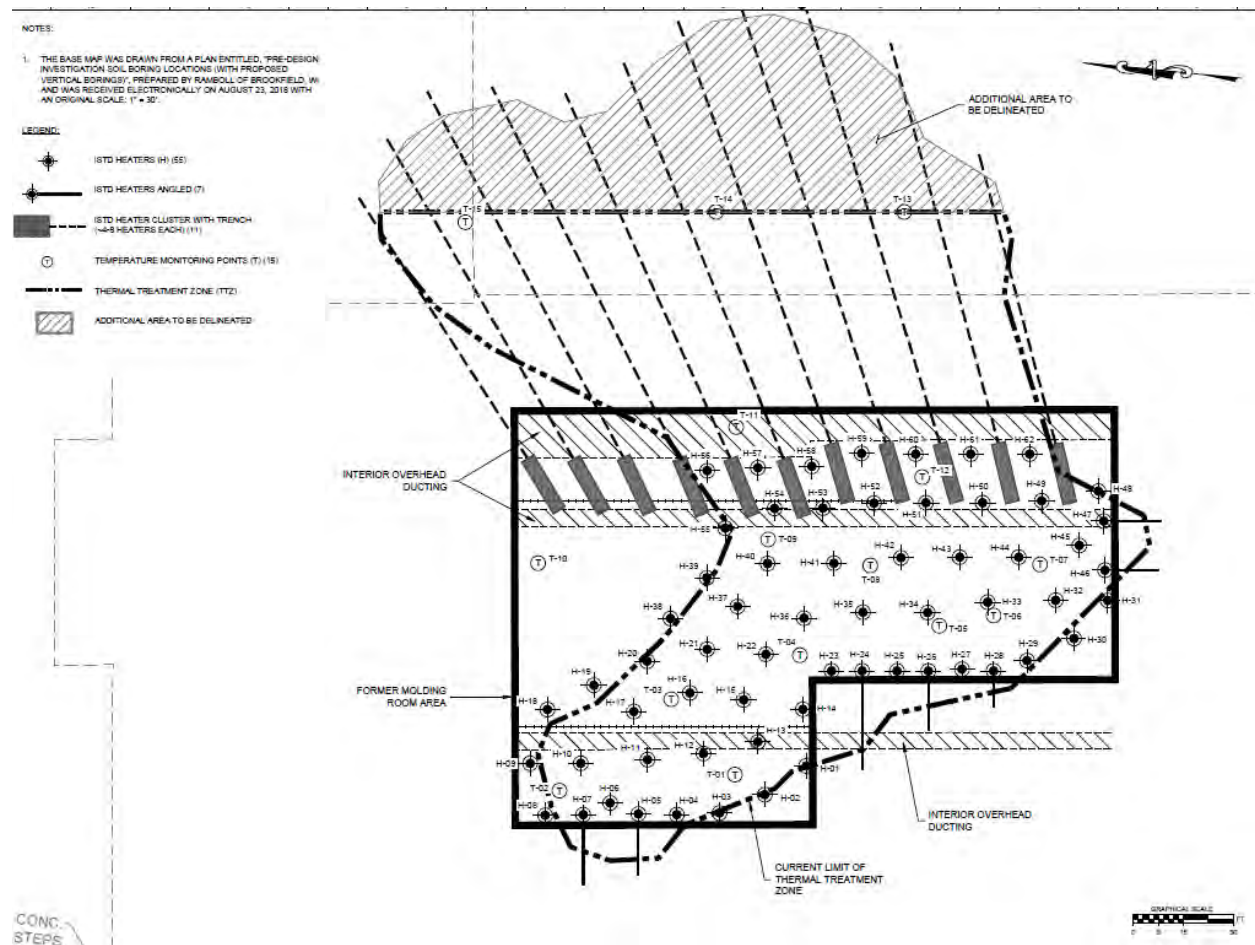 NOTES:
1. THE BASE MAP WAS DRAWN FROM A PLAN ENTITLED, "PRE-DESIGN
INVESTIGATION SOIL BORING LOCATIONS (WITH PROPOSED
VERTICAL BORINGS)", PREPARED BY RAMBOLL OF BROOKFIELD, WI
AND WAS RECEIVED ELECTRONICALLY ON AUGUST 23, 2018 WITH
AN ORIGINAL SCALE: 1" = 30'.
LEGEND:
ISTD HEATERS (H) (55)
ISTD HEATERS ANGLED (7)
ISTD HEATER CLUSTER WITH TRENCH
(~4-8 HEATERS EACH) (11)
T TEMPERATURE MONITORING POINTS (T) (15)
THERMAL TREATMENT ZONE (TTZ)
ADDITIONAL AREA TO BE DELINEATED
ADDITIONAL AREA TO
BE DELINEATED
T-15
T
T-14
T
T-13
T
T-11
T
H-56
H-57
H-58
H-59
H-60
H-61
H-62
T-12
T
INTERIOR OVERHEAD
DUCTING
H-54
H-53
H-52
H-51
H-50
H-49
H-48
H-47
H-55
T-09
T
T-10
T
H-40
H-41
H-42
T-08
T
H-43
H-44
T-07
T
H-45
H-46
H-39
H-38
H-37
H-36
H-35
H-34
H-33
H-32
H-31
T-06
T
T-05
T
T-04
T
H-20
H-21
H-22
H-23
H-24
H-25
H-26
H-27
H-28
H-29
H-30
H-19
H-18
H-17
T-03
T
H-16
H-15
H-14
FORMER MOLDING
ROOM AREA
H-09
H-10
H-11
H-12
H-13
H-01
T-02
T
T-01
T
H-08
H-07
H-06
H-05
H-04
H-03
H-02
INTERIOR OVERHEAD
DUCTING
CURRENT LIMIT OF
THERMAL TREATMENT
ZONE
CONC.
STEPS
GRAPHICAL SCALE
FT
0
15
30